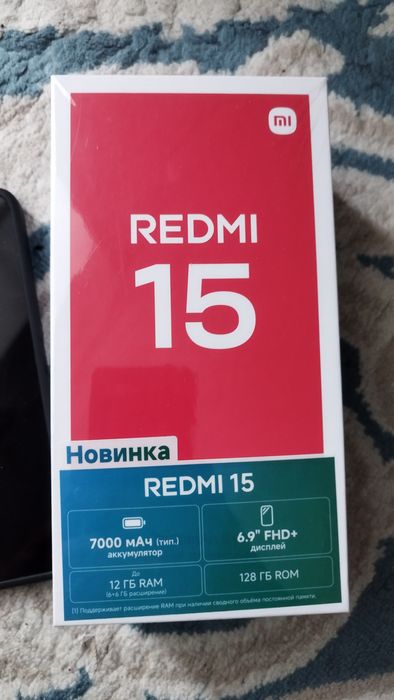 mi
REDMI
15
Новинка
REDMI 15
7000 мАч (тип.)
аккумулятор
6.9" FHD+
дисплей
До
12 ГБ RAM
(6+6 ГБ расширение)
128 ГБ ROM
[1] Поддерживает расширение RAM при наличии свободного объёма постоянной памяти.